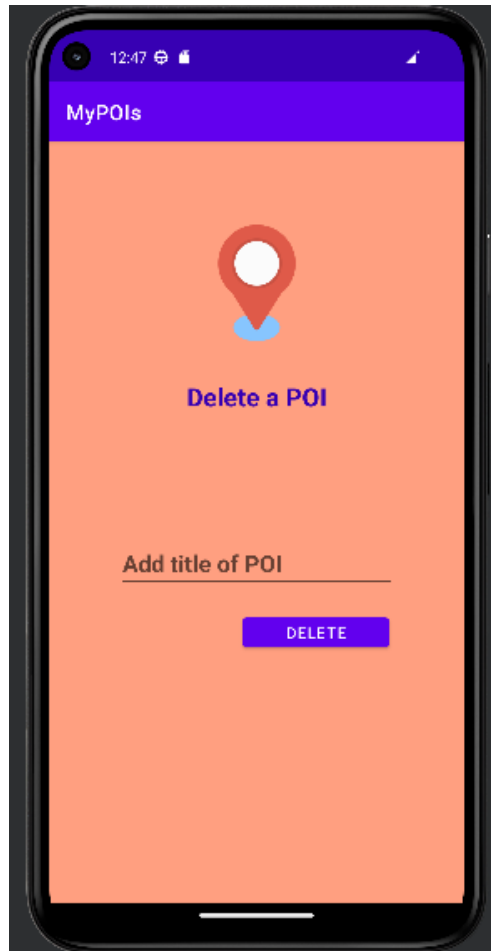 12:47
MyPOIs
Delete a POI
Add title of POI
DELETE